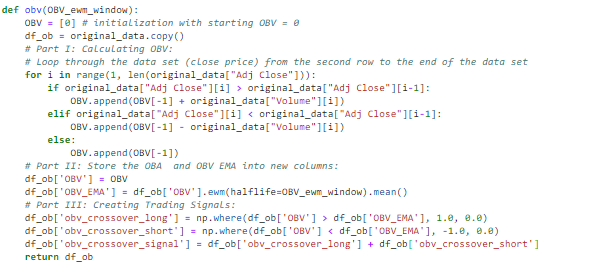 def obv(OBV_ewm_window):
    OBV = [0] # initialization with starting OBV = 0
    df_ob = original_data.copy()
    # Part I: Calculating OBV:
    # Loop through the data set (close price) from the second row to the end of the data set
    for i in range(1, len(original_data["Adj Close"])):
        if original_data["Adj Close"][i] > original_data["Adj Close"][i-1]:
            OBV.append(OBV[-1] + original_data["Volume"][i])
        elif original_data["Adj Close"][i] < original_data["Adj Close"][i-1]:
            OBV.append(OBV[-1] - original_data["Volume"][i])
        else:
            OBV.append(OBV[-1])
    # Part II: Store the OBA  and OBV EMA into new columns:
    df_ob['OBV'] = OBV
    df_ob['OBV_EMA'] = df_ob['OBV'].ewm(halflife=OBV_ewm_window).mean()
    # Part III: Creating Trading Signals:
    df_ob['obv_crossover_long'] = np.where(df_ob['OBV'] > df_ob['OBV_EMA'], 1.0, 0.0)
    df_ob['obv_crossover_short'] = np.where(df_ob['OBV'] < df_ob['OBV_EMA'], -1.0, 0.0)
    df_ob['obv_crossover_signal'] = df_ob['obv_crossover_long'] + df_ob['obv_crossover_short']
    return df_ob